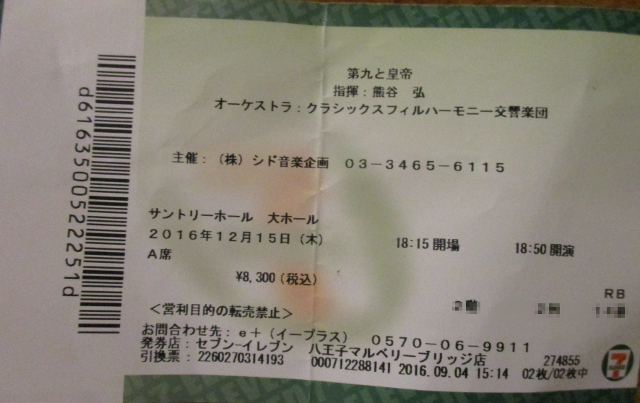 第九と皇帝
指揮：熊谷　弘
オーケストラ：クラシックスフィルハーモニー交響楽団
主催：（株）シド音楽企画　０３－３４６５－６１１５
サントリーホール　大ホール
２０１６年１２月１５日（木）　18:15 開場　18:50 開演
Ａ席
¥8,300（税込）
ＲＢ
＜営利目的の転売禁止＞
お問合わせ先：ｅ＋（イープラス）　０５７０－０６－９９１１
発券店：セブン-イレブン　八王子マルベリーブリッジ店　274855
引換票：2260270314193　000712288141 2016.09.04 15:14　02枚/02枚中
d61635005222251d